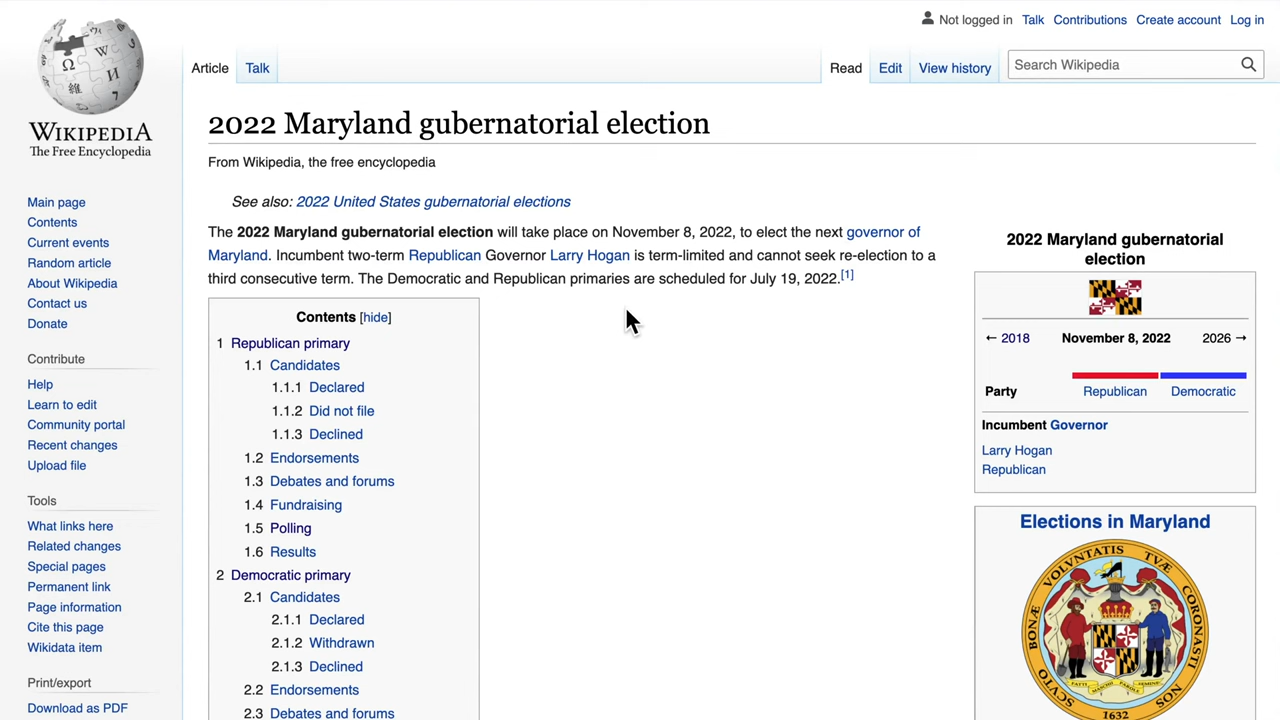 Not logged in Talk Contributions Create account Log in
Article Talk Read Edit View history Search Wikipedia
WIKIPEDIA
The Free Encyclopedia
Main page
Contents
Current events
Random article
About Wikipedia
Contact us
Donate
Contribute
Help
Learn to edit
Community portal
Recent changes
Upload file
Tools
What links here
Related changes
Special pages
Permanent link
Page information
Cite this page
Wikidata item
Print/export
Download as PDF
2022 Maryland gubernatorial election
From Wikipedia, the free encyclopedia
See also: 2022 United States gubernatorial elections
The 2022 Maryland gubernatorial election will take place on November 8, 2022, to elect the next governor of
Maryland. Incumbent two-term Republican Governor Larry Hogan is term-limited and cannot seek re-election to a
third consecutive term. The Democratic and Republican primaries are scheduled for July 19, 2022.[1]
Contents [hide]
1 Republican primary
1.1 Candidates
1.1.1 Declared
1.1.2 Did not file
1.1.3 Declined
1.2 Endorsements
1.3 Debates and forums
1.4 Fundraising
1.5 Polling
1.6 Results
2 Democratic primary
2.1 Candidates
2.1.1 Declared
2.1.2 Withdrawn
2.1.3 Declined
2.2 Endorsements
2.3 Debates and forums
2022 Maryland gubernatorial
election
← 2018 November 8, 2022 2026 →
Party Republican Democratic
Incumbent Governor
Larry Hogan
Republican
Elections in Maryland
SCVTO BONÆ VOLVNTATIS TVÆ CORONASTI NOS
FATTI MASCHII PAROLE FEMINE
1632